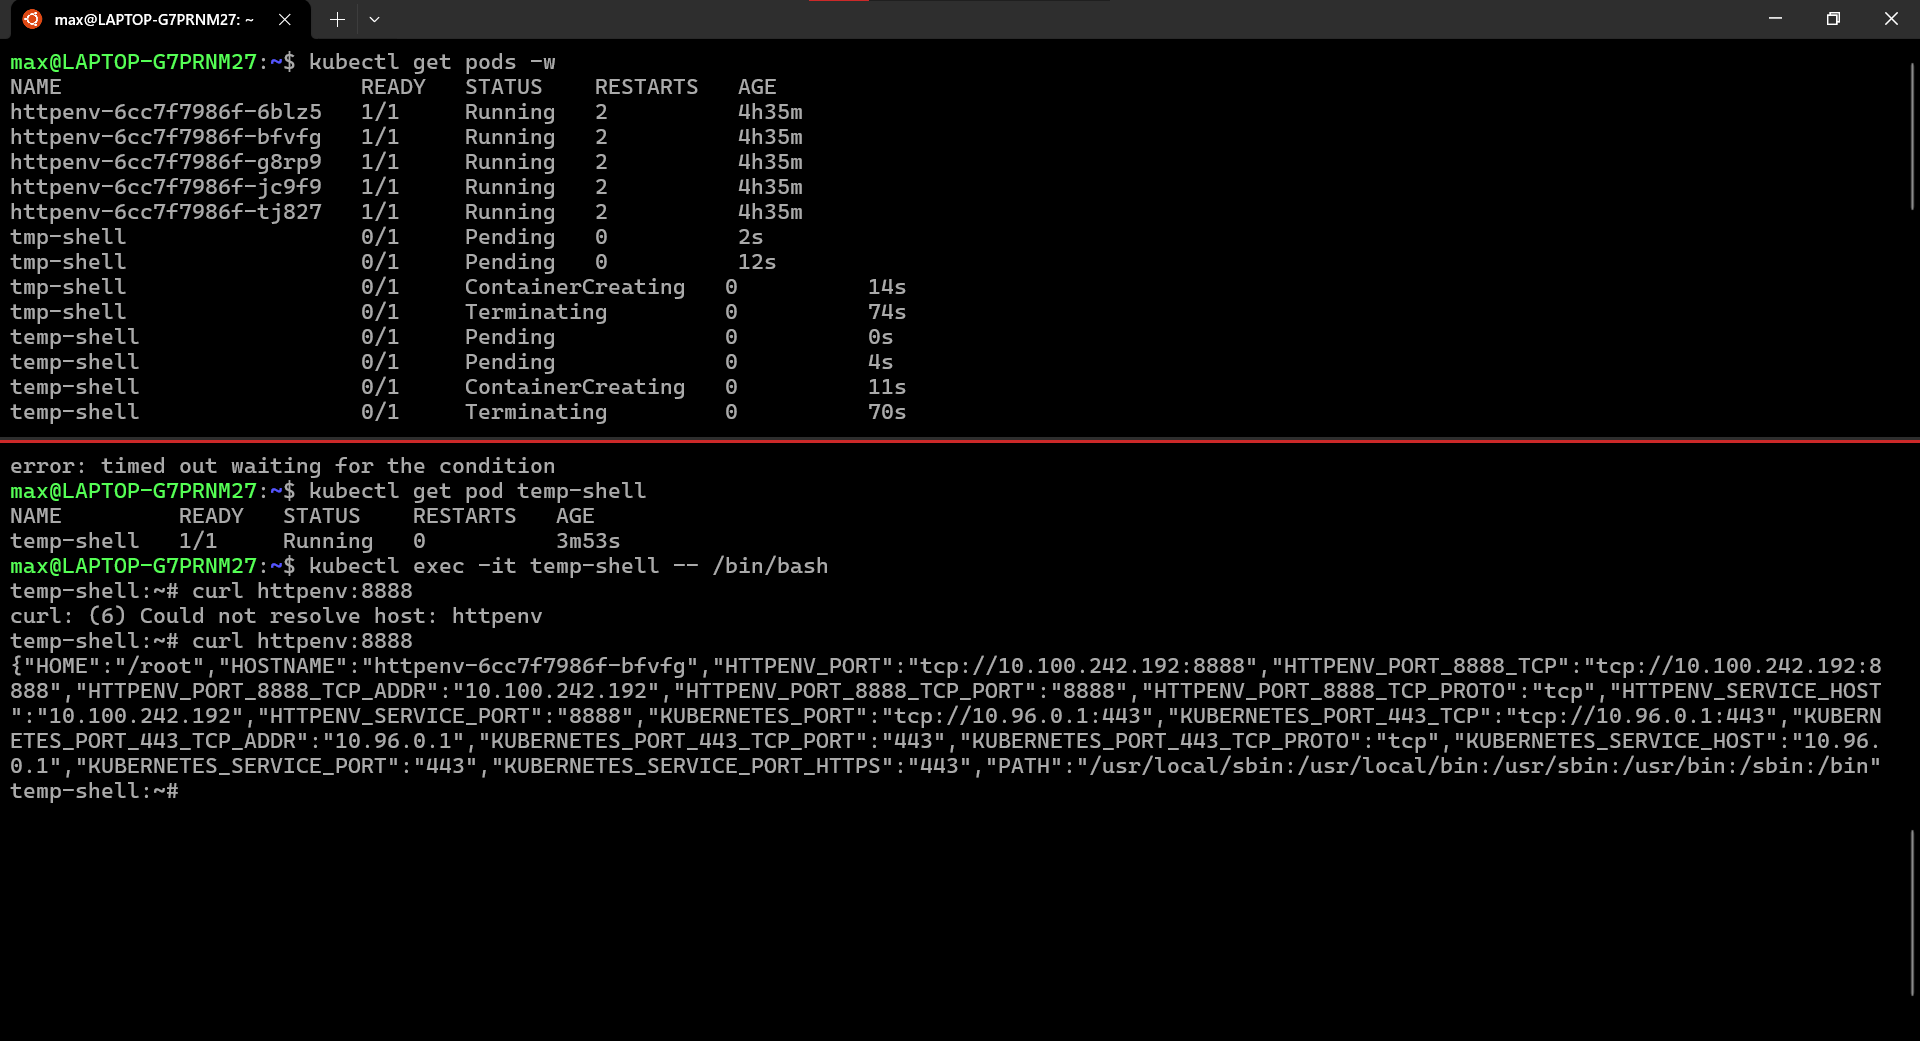 max@LAPTOP-G7PRNM27: ~
max@LAPTOP-G7PRNM27:~$ kubectl get pods -w
NAME READY STATUS RESTARTS AGE
httpenv-6cc7f7986f-6blz5 1/1 Running 2 4h35m
httpenv-6cc7f7986f-bfvfg 1/1 Running 2 4h35m
httpenv-6cc7f7986f-g8rp9 1/1 Running 2 4h35m
httpenv-6cc7f7986f-jc9f9 1/1 Running 2 4h35m
httpenv-6cc7f7986f-tj827 1/1 Running 2 4h35m
tmp-shell 0/1 Pending 0 2s
tmp-shell 0/1 Pending 0 12s
tmp-shell 0/1 ContainerCreating 0 14s
tmp-shell 0/1 Terminating 0 74s
temp-shell 0/1 Pending 0 0s
temp-shell 0/1 Pending 0 4s
temp-shell 0/1 ContainerCreating 0 11s
temp-shell 0/1 Terminating 0 70s
error: timed out waiting for the condition
max@LAPTOP-G7PRNM27:~$ kubectl get pod temp-shell
NAME READY STATUS RESTARTS AGE
temp-shell 1/1 Running 0 3m53s
max@LAPTOP-G7PRNM27:~$ kubectl exec -it temp-shell -- /bin/bash
temp-shell:~# curl httpenv:8888
curl: (6) Could not resolve host: httpenv
temp-shell:~# curl httpenv:8888
{"HOME":"/root","HOSTNAME":"httpenv-6cc7f7986f-bfvfg","HTTPENV_PORT":"tcp://10.100.242.192:8888","HTTPENV_PORT_8888_TCP":"tcp://10.100.242.192:8
888","HTTPENV_PORT_8888_TCP_ADDR":"10.100.242.192","HTTPENV_PORT_8888_TCP_PORT":"8888","HTTPENV_PORT_8888_TCP_PROTO":"tcp","HTTPENV_SERVICE_HOST
":"10.100.242.192","HTTPENV_SERVICE_PORT":"8888","KUBERNETES_PORT":"tcp://10.96.0.1:443","KUBERNETES_PORT_443_TCP":"tcp://10.96.0.1:443","KUBERN
ETES_PORT_443_TCP_ADDR":"10.96.0.1","KUBERNETES_PORT_443_TCP_PORT":"443","KUBERNETES_PORT_443_TCP_PROTO":"tcp","KUBERNETES_SERVICE_HOST":"10.96.
0.1","KUBERNETES_SERVICE_PORT":"443","KUBERNETES_SERVICE_PORT_HTTPS":"443","PATH":"/usr/local/sbin:/usr/local/bin:/usr/sbin:/usr/bin:/sbin:/bin"
temp-shell:~#